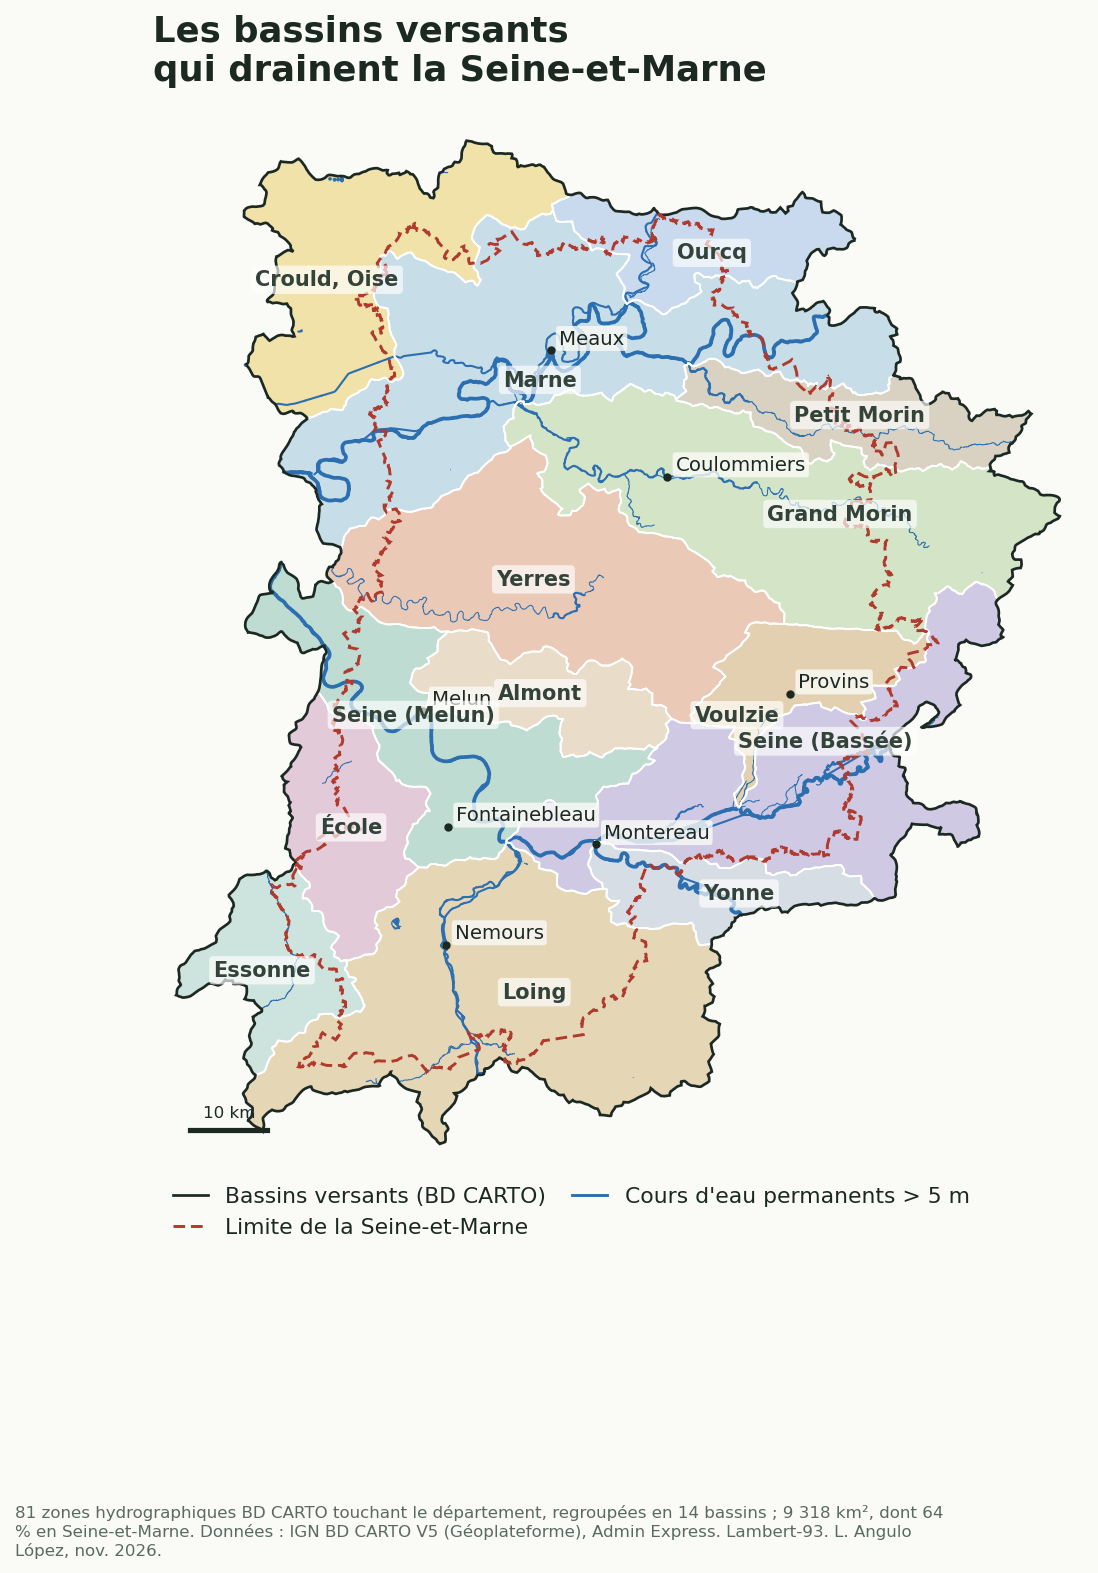 Les bassins versants
qui drainent la Seine-et-Marne
Ourcq
Crould, Oise
Meaux
Marne
Petit Morin
Coulommiers
Grand Morin
Yerres
Provins
Almont
Melun
Seine (Melun)
Voulzie
Seine (Bassée)
Fontainebleau
École
Montereau
Yonne
Nemours
Essonne
Loing
10 km
Bassins versants (BD CARTO)
Cours d'eau permanents > 5 m
Limite de la Seine-et-Marne
81 zones hydrographiques BD CARTO touchant le département, regroupées en 14 bassins ; 9 318 km², dont 64
% en Seine-et-Marne. Données : IGN BD CARTO V5 (Géoplateforme), Admin Express. Lambert-93. L. Angulo
López, nov. 2026.